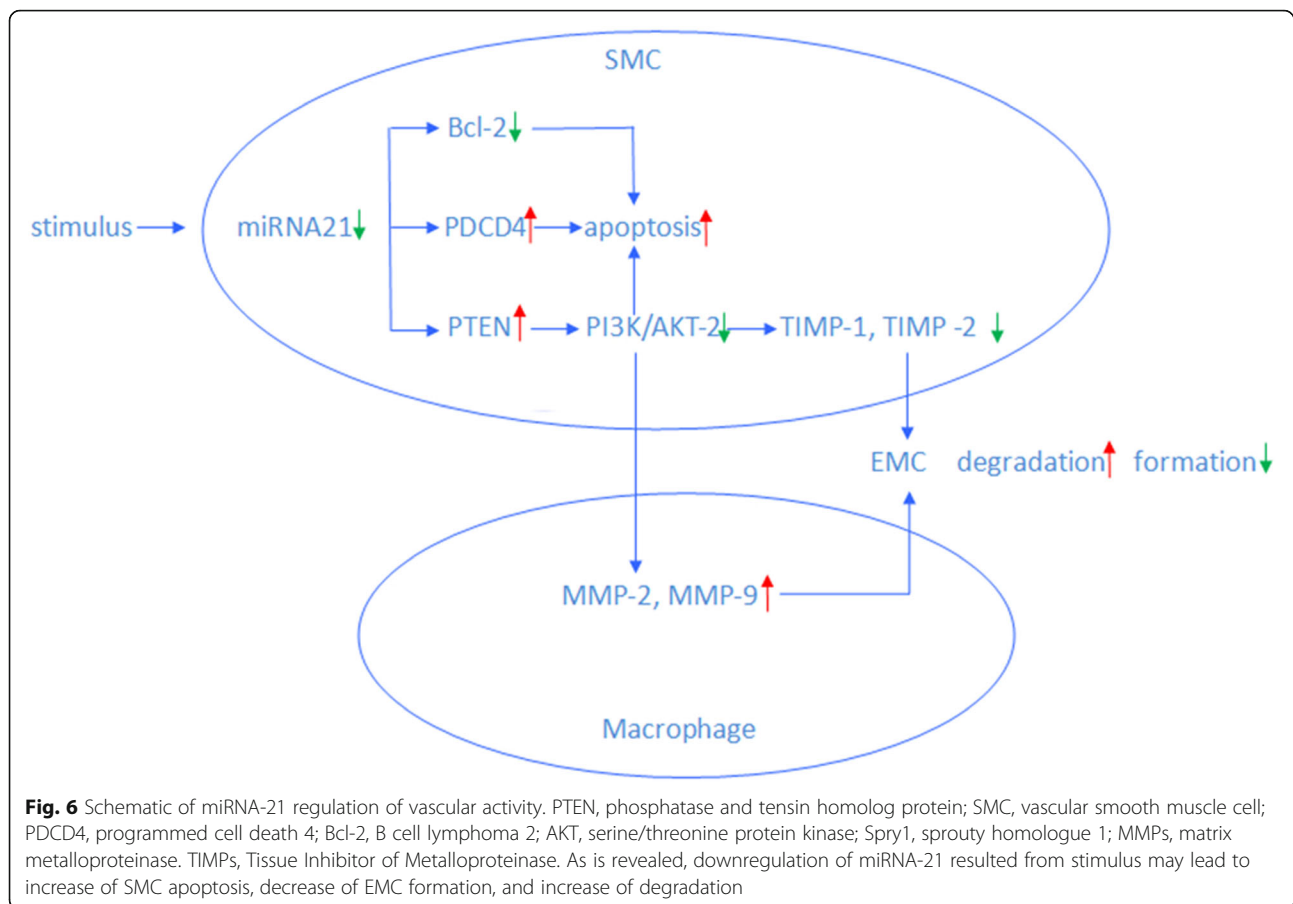 SMC
Bcl-2
stimulus miRNA21 PDCD4 apoptosis
PTEN PI3K/AKT-2 TIMP-1, TIMP -2
EMC degradation formation
MMP-2, MMP-9
Macrophage
Fig. 6 Schematic of miRNA-21 regulation of vascular activity. PTEN, phosphatase and tensin homolog protein; SMC, vascular smooth muscle cell;
PDCD4, programmed cell death 4; Bcl-2, B cell lymphoma 2; AKT, serine/threonine protein kinase; Spry1, sprouty homologue 1; MMPs, matrix
metalloproteinase. TIMPs, Tissue Inhibitor of Metalloproteinase. As is revealed, downregulation of miRNA-21 resulted from stimulus may lead to
increase of SMC apoptosis, decrease of EMC formation, and increase of degradation